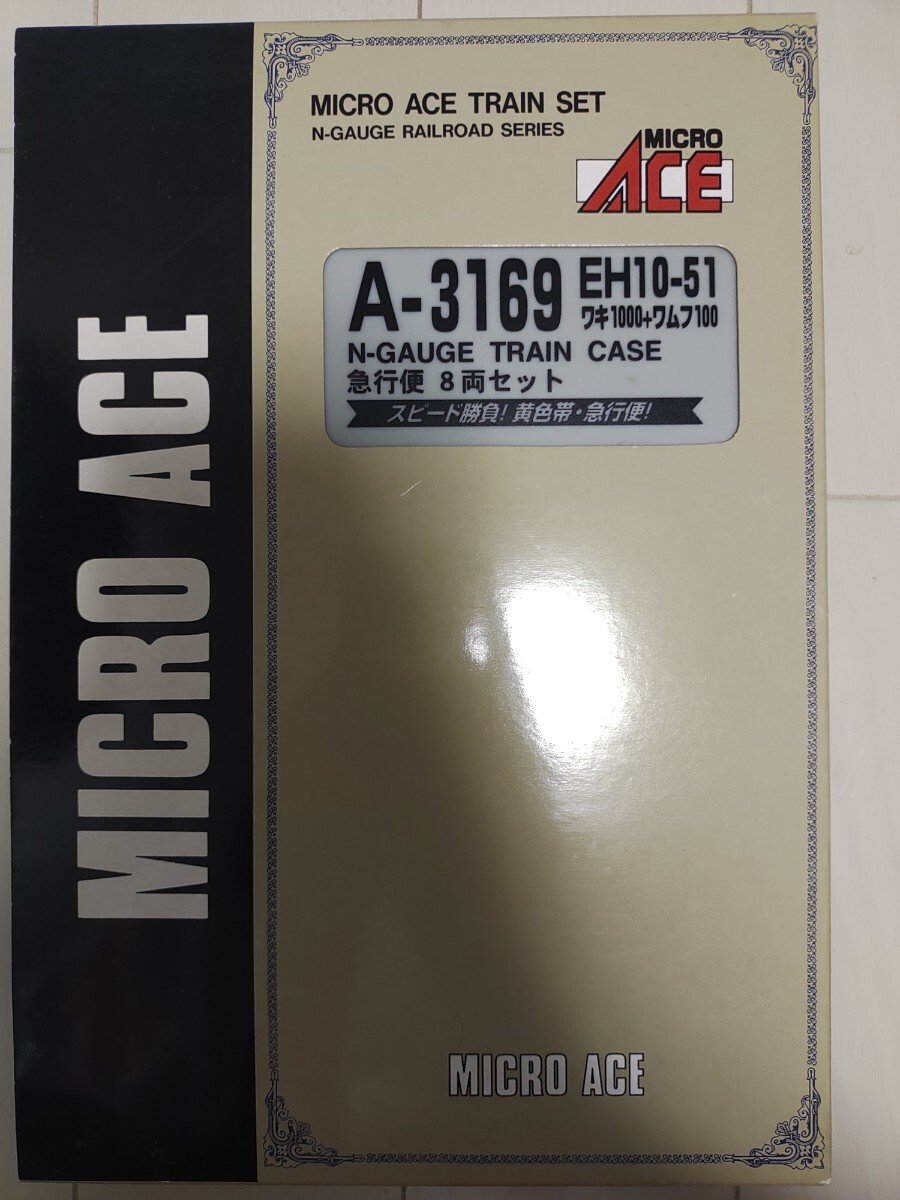 MICRO ACE
MICRO ACE TRAIN SET
N-GAUGE RAILROAD SERIES
MICRO
ACE
A-3169 EH10-51
ワキ1000+ワムフ100
N-GAUGE TRAIN CASE
急行便 8両セット
スピード勝負!黄色帯・急行便!
MICRO ACE